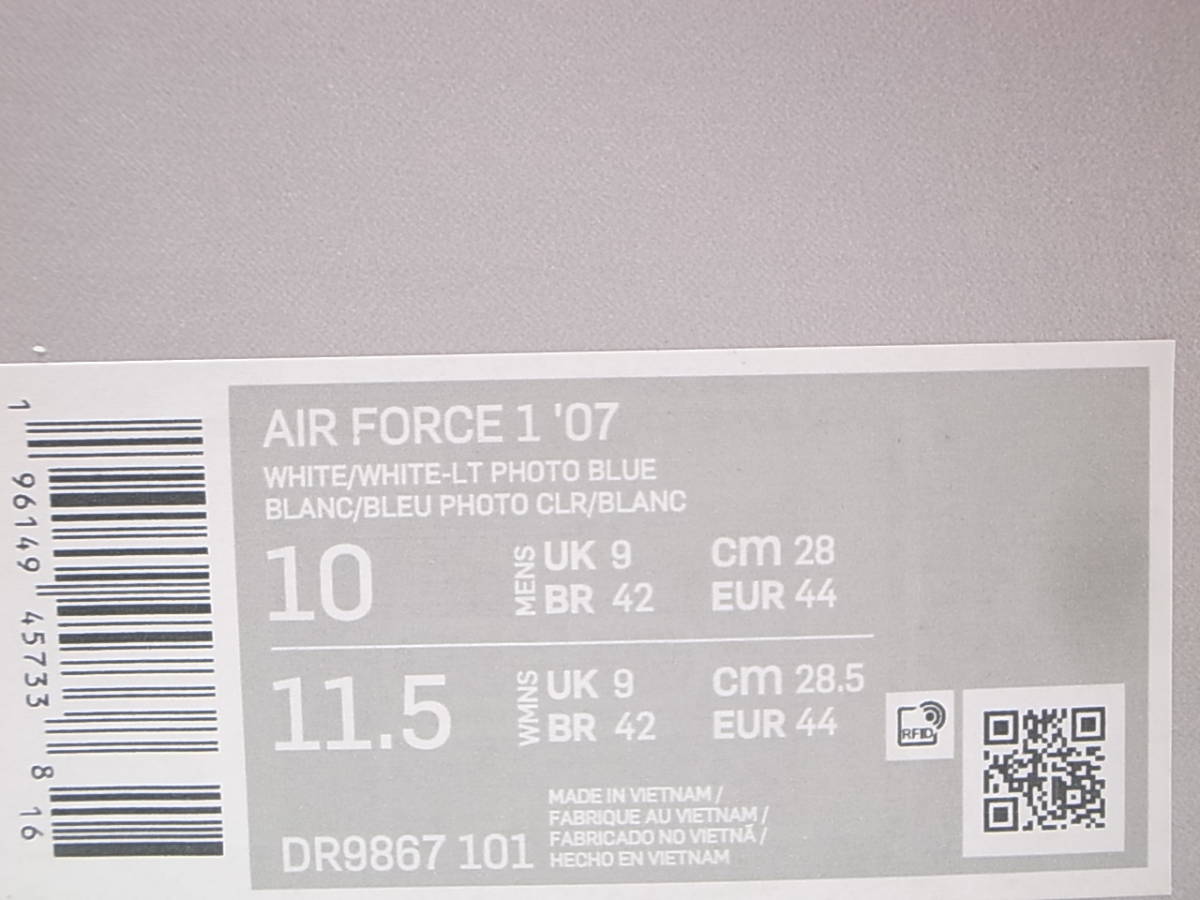 AIR FORCE 1 '07
WHITE/WHITE-LT PHOTO BLUE
BLANC/BLEU PHOTO CLR/BLANC
10 MENS UK 9 cm 28
BR 42 EUR 44
11.5 WMNS UK 9 cm 28.5
BR 42 EUR 44
RFID
MADE IN VIETNAM /
FABRIQUE AU VIETNAM /
FABRICADO NO VIETNÃ /
HECHO EN VIETNAM
DR9867 101
1 96149 45733 8 16